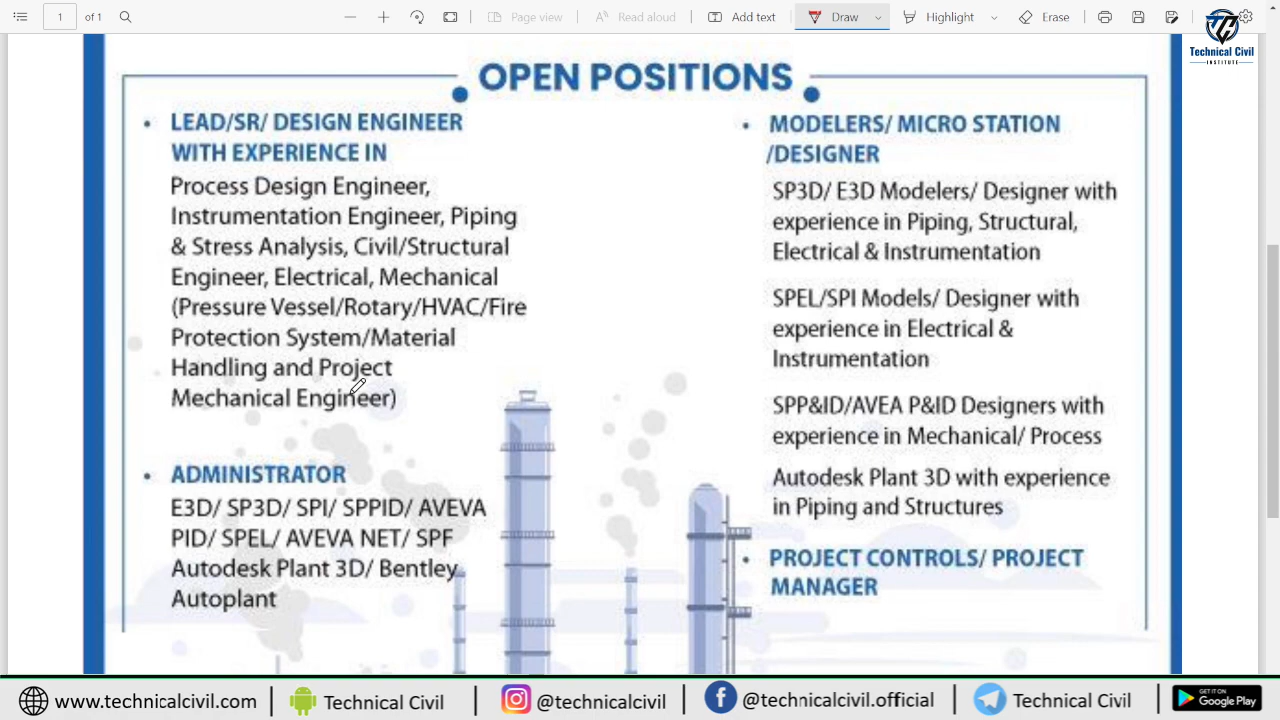 1
of 1
Page view
Read aloud
Add text
Draw
Highlight
Erase
Technical Civil
INSTITUTE
OPEN POSITIONS
• LEAD/SR/ DESIGN ENGINEER
WITH EXPERIENCE IN
Process Design Engineer,
Instrumentation Engineer, Piping
& Stress Analysis, Civil/Structural
Engineer, Electrical, Mechanical
(Pressure Vessel/Rotary/HVAC/Fire
Protection System/Material
Handling and Project
Mechanical Engineer)
• ADMINISTRATOR
E3D/ SP3D/ SPI/ SPPID/ AVEVA
PID/ SPEL/ AVEVA NET/ SPF
Autodesk Plant 3D/ Bentley
Autoplant
• MODELERS/ MICRO STATION
/DESIGNER
SP3D/ E3D Modelers/ Designer with
experience in Piping, Structural,
Electrical & Instrumentation
SPEL/SPI Models/ Designer with
experience in Electrical &
Instrumentation
SPP&ID/AVEA P&ID Designers with
experience in Mechanical/ Process
Autodesk Plant 3D with experience
in Piping and Structures
• PROJECT CONTROLS/ PROJECT
MANAGER
www.technicalcivil.com
Technical Civil
@technicalcivil
@technicalcivil.official
Technical Civil
GET IT ON
Google Play